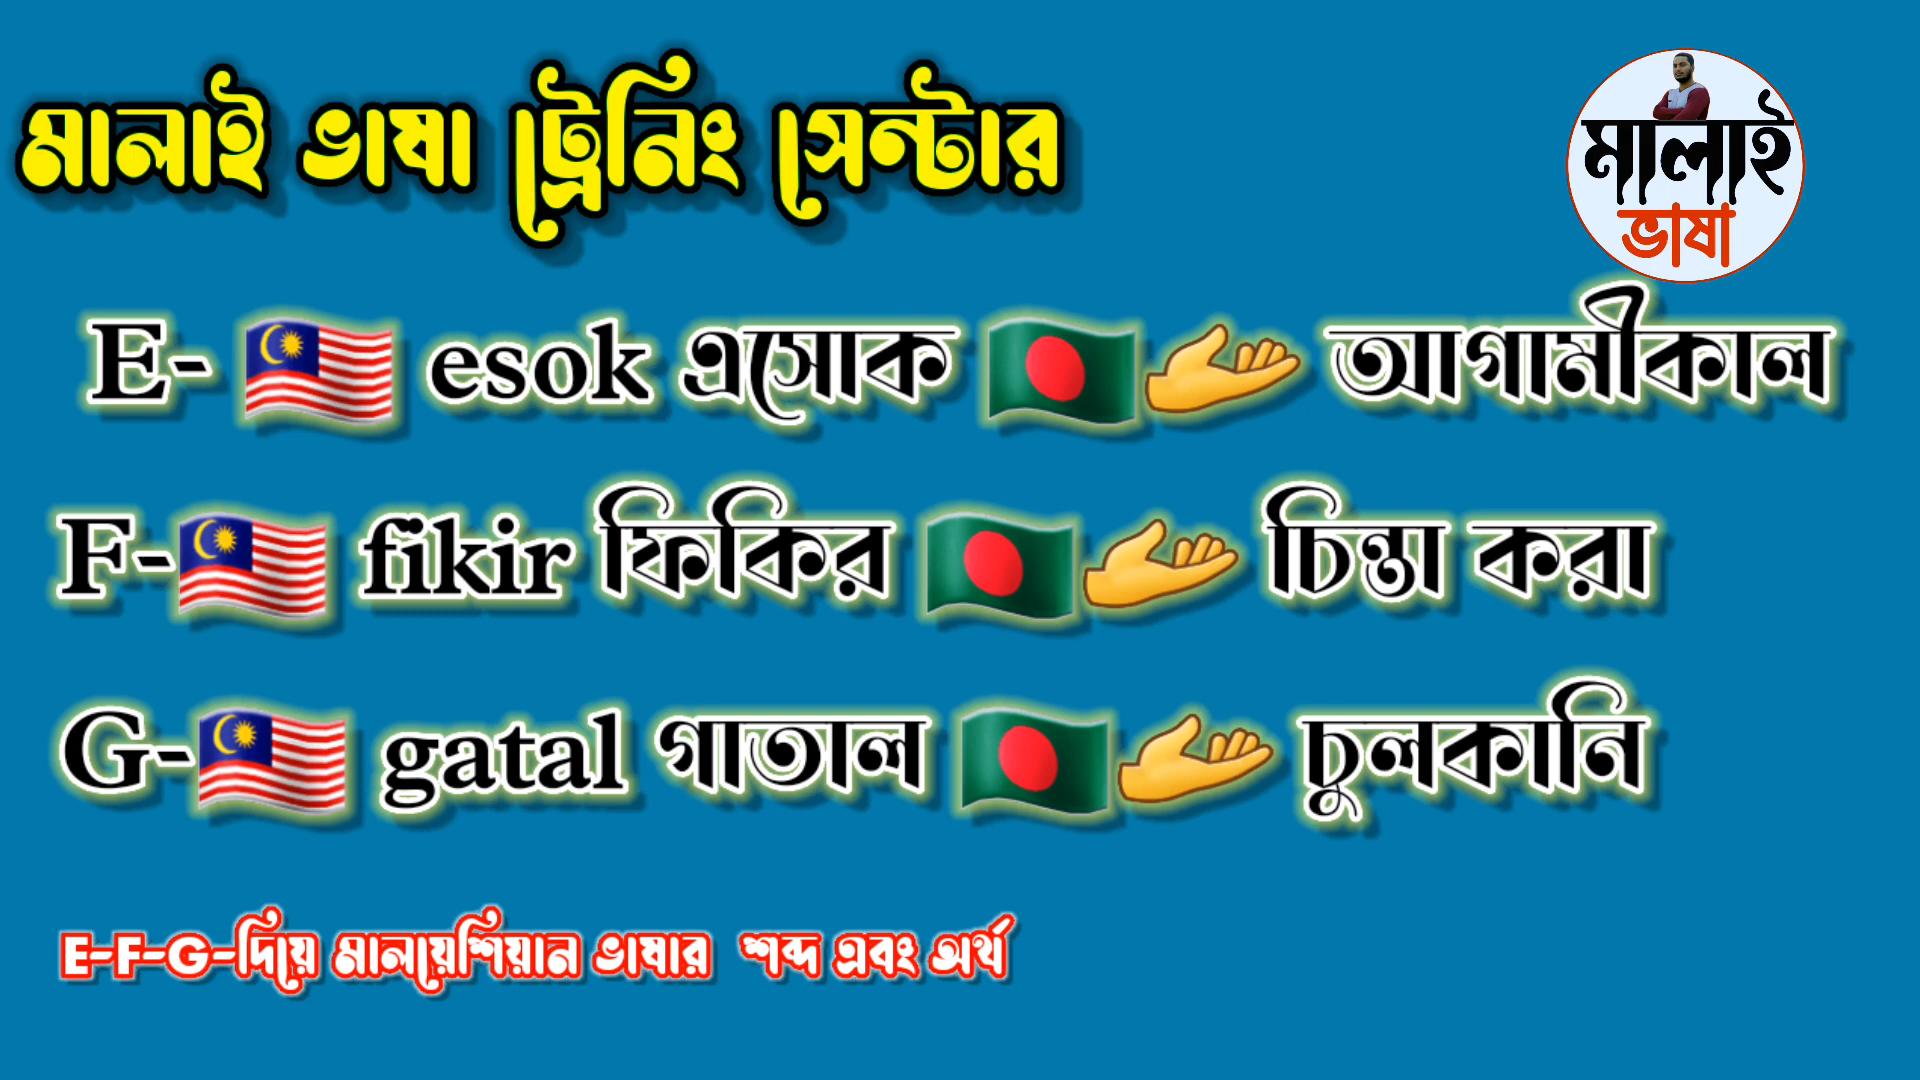 মালাই ভাষা ট্রেনিং সেন্টার
মালাই
ভাষা
E- 🇲🇾 esok এসোক 🇧🇩🫴 আগামীকাল
F-🇲🇾 fikir ফিকির 🇧🇩🫴 চিন্তা করা
G-🇲🇾 gatal গাতাল 🇧🇩🫴 চুলকানি
E-F-G-দিয়ে মালয়েশিয়ান ভাষার শব্দ এবং অর্থ